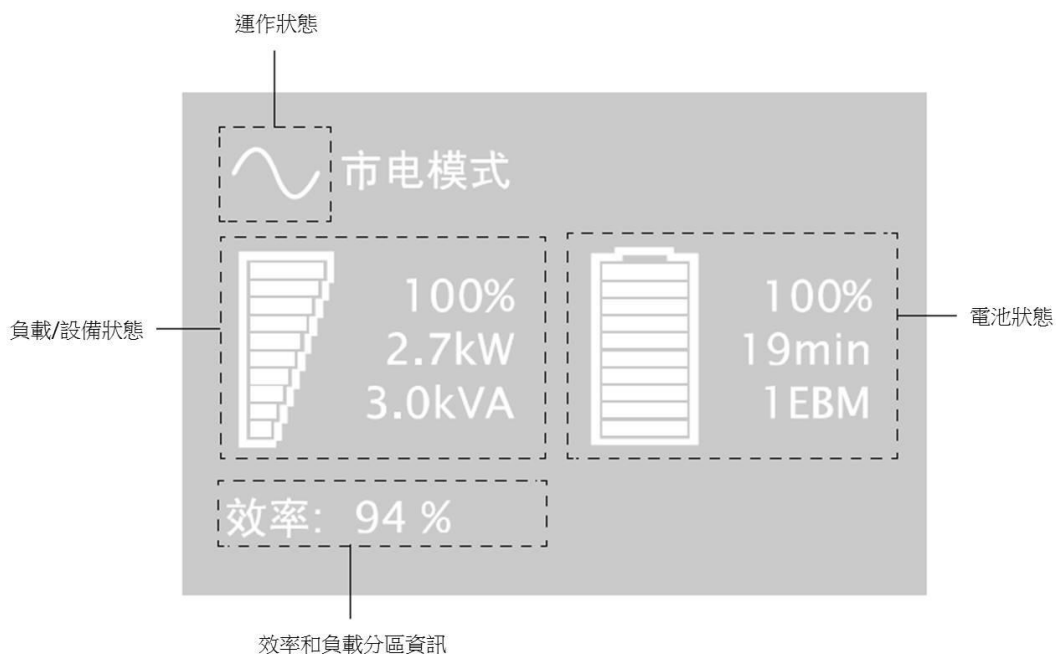 運作狀態
市电模式
負載/設備狀態
100%
2.7kW
3.0kVA
100%
19min
1EBM
電池狀態
效率: 94 %
效率和負載分區資訊